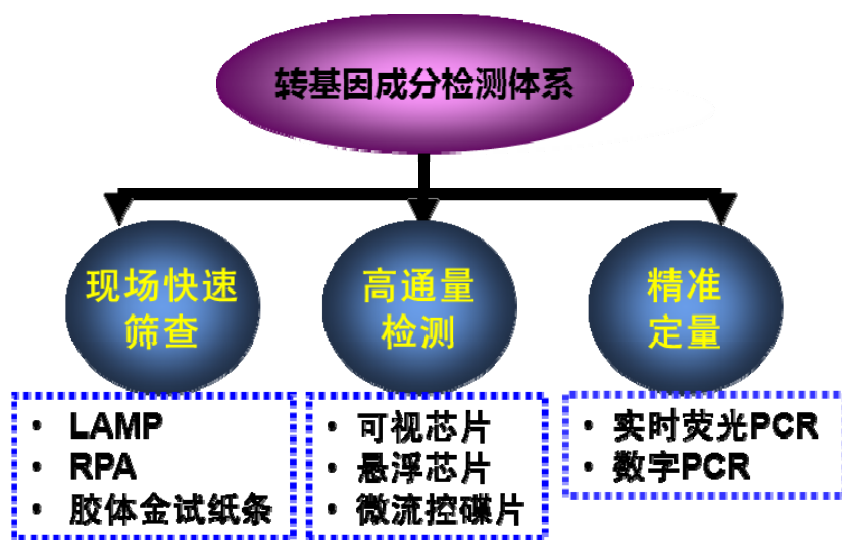 转基因成分检测体系
现场快速
筛查
高通量
检测
精准
定量
• LAMP
• RPA
• 胶体金试纸条
• 可视芯片
• 悬浮芯片
• 微流控碟片
• 实时荧光PCR
• 数字PCR